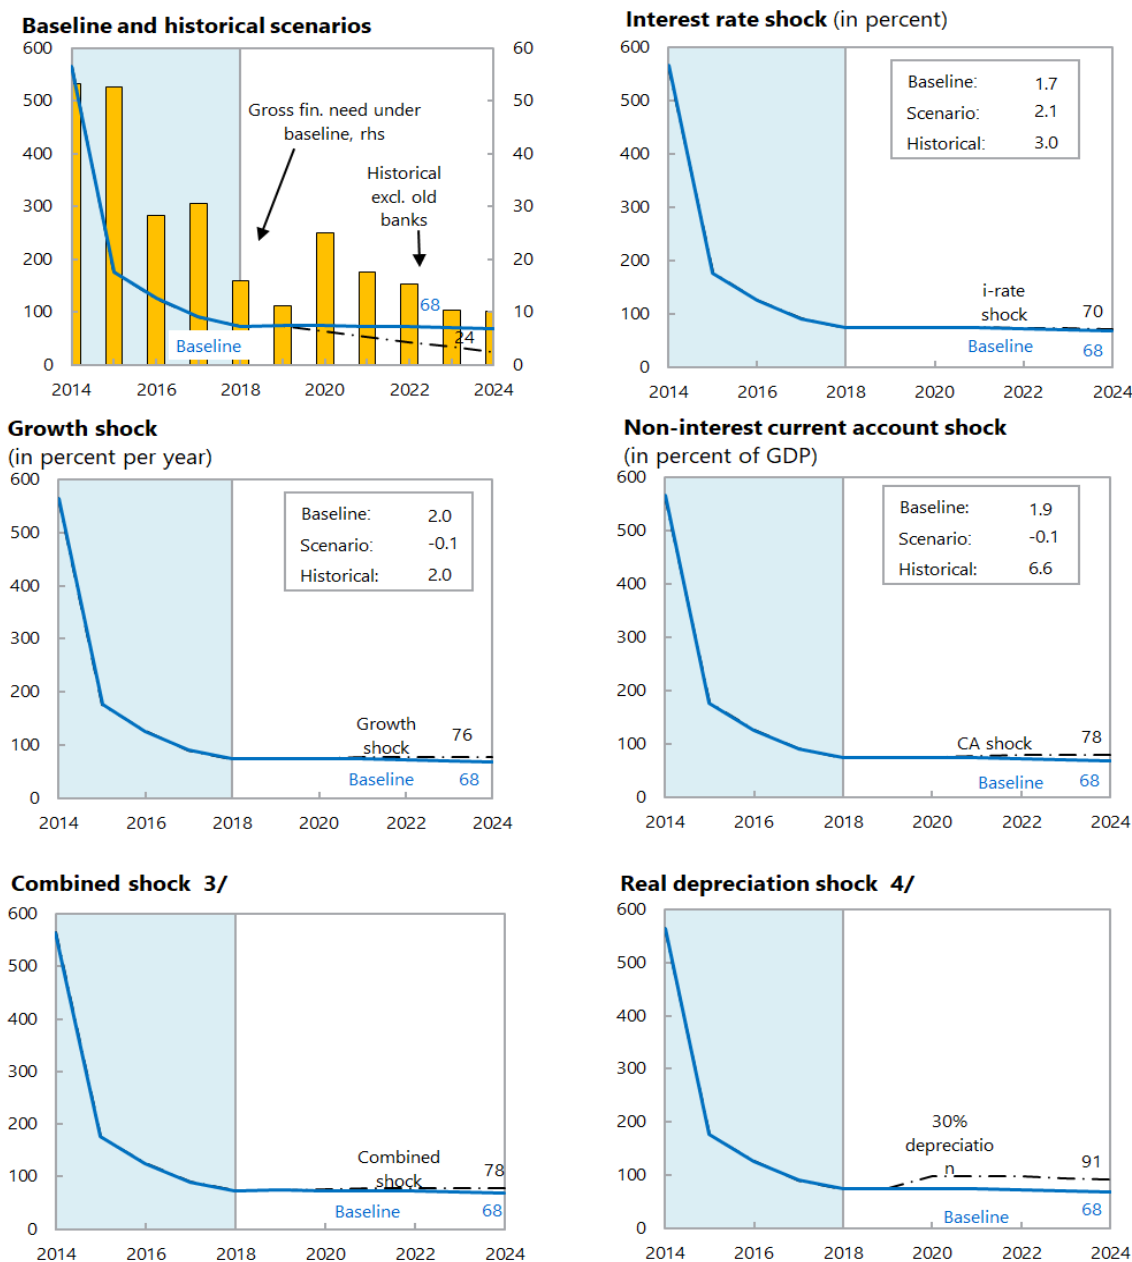 Baseline and historical scenarios
600
500
400
300
200
100
0
60
50
40
30
20
10
0
Gross fin. need under
baseline, rhs
Historical
excl. old
banks
68
24
Baseline
2014 2016 2018 2020 2022 2024
Interest rate shock (in percent)
600
500
400
300
200
100
0
Baseline: 1.7
Scenario: 2.1
Historical: 3.0
i-rate
shock
70
Baseline
68
2014 2016 2018 2020 2022 2024
Growth shock
(in percent per year)
600
500
400
300
200
100
0
Baseline: 2.0
Scenario: -0.1
Historical: 2.0
Growth
shock
76
Baseline 68
2014 2016 2018 2020 2022 2024
Non-interest current account shock
(in percent of GDP)
600
500
400
300
200
100
0
Baseline: 1.9
Scenario: -0.1
Historical: 6.6
CA shock 78
Baseline 68
2014 2016 2018 2020 2022 2024
Combined shock 3/
600
500
400
300
200
100
0
Combined
shock
78
Baseline 68
2014 2016 2018 2020 2022 2024
Real depreciation shock 4/
600
500
400
300
200
100
0
30%
depreciatio
n
91
Baseline
68
2014 2016 2018 2020 2022 2024